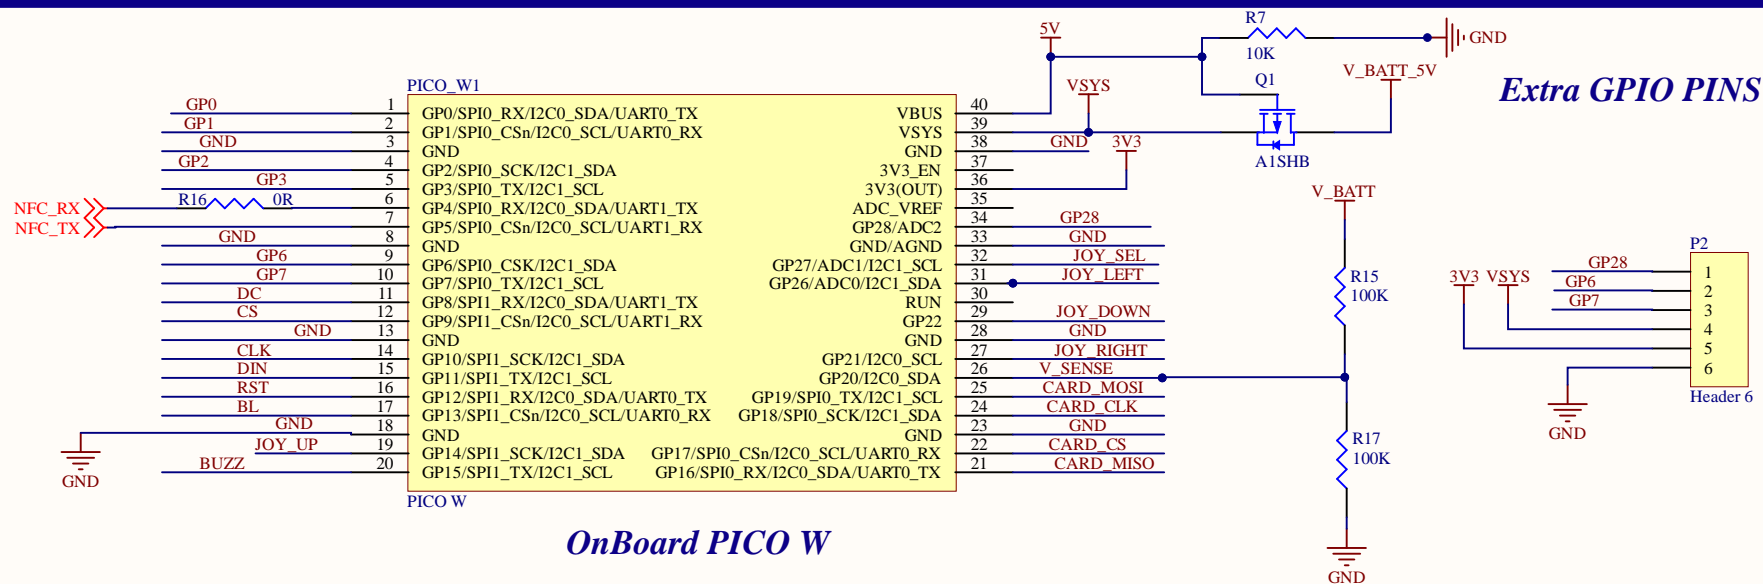 R7
5V
GND
10K
V_BATT_5V
PICO_W1
VSYS
Q1
Extra GPIO PINS
GP0 1 GP0/SPI0_RX/I2C0_SDA/UART0_TX VBUS 40
GP1 2 GP1/SPI0_CSn/I2C0_SCL/UART0_RX VSYS 39
GND 3 GND GND 38 GND 3V3
A1SHB
GP2 4 GP2/SPI0_SCK/I2C1_SDA 3V3_EN 37
GP3 5 GP3/SPI0_TX/I2C1_SCL 3V3(OUT) 36
NFC_RX R16 0R 6 GP4/SPI0_RX/I2C0_SDA/UART1_TX ADC_VREF 35
NFC_TX 7 GP5/SPI0_CSn/I2C0_SCL/UART1_RX GP28/ADC2 34 GP28
GND 8 GND GND/AGND 33 GND
GP6 9 GP6/SPI0_CSK/I2C1_SDA GP27/ADC1/I2C1_SCL 32 JOY_SEL
GP7 10 GP7/SPI0_TX/I2C1_SCL GP26/ADC0/I2C1_SDA 31 JOY_LEFT
DC 11 GP8/SPI1_RX/I2C0_SDA/UART1_TX RUN 30
CS 12 GP9/SPI1_CSn/I2C0_SCL/UART1_RX GP22 29 JOY_DOWN
GND 13 GND GND 28 GND
CLK 14 GP10/SPI1_SCK/I2C1_SDA GP21/I2C0_SCL 27 JOY_RIGHT
DIN 15 GP11/SPI1_TX/I2C1_SCL GP20/I2C0_SDA 26 V_SENSE
RST 16 GP12/SPI1_RX/I2C0_SDA/UART0_TX GP19/SPI0_TX/I2C1_SCL 25 CARD_MOSI
BL 17 GP13/SPI1_CSn/I2C0_SCL/UART0_RX GP18/SPI0_SCK/I2C1_SDA 24 CARD_CLK
GND 18 GND GND 23 GND
JOY_UP 19 GP14/SPI1_SCK/I2C1_SDA GP17/SPI0_CSn/I2C0_SCL/UART0_RX 22 CARD_CS
BUZZ 20 GP15/SPI1_TX/I2C1_SCL GP16/SPI0_RX/I2C0_SDA/UART0_TX 21 CARD_MISO
GND
PICO W
OnBoard PICO W
V_BATT
R15
100K
R17
100K
GND
P2
3V3 VSYS
GP28 1
GP6 2
GP7 3
4
5
6
Header 6
GND